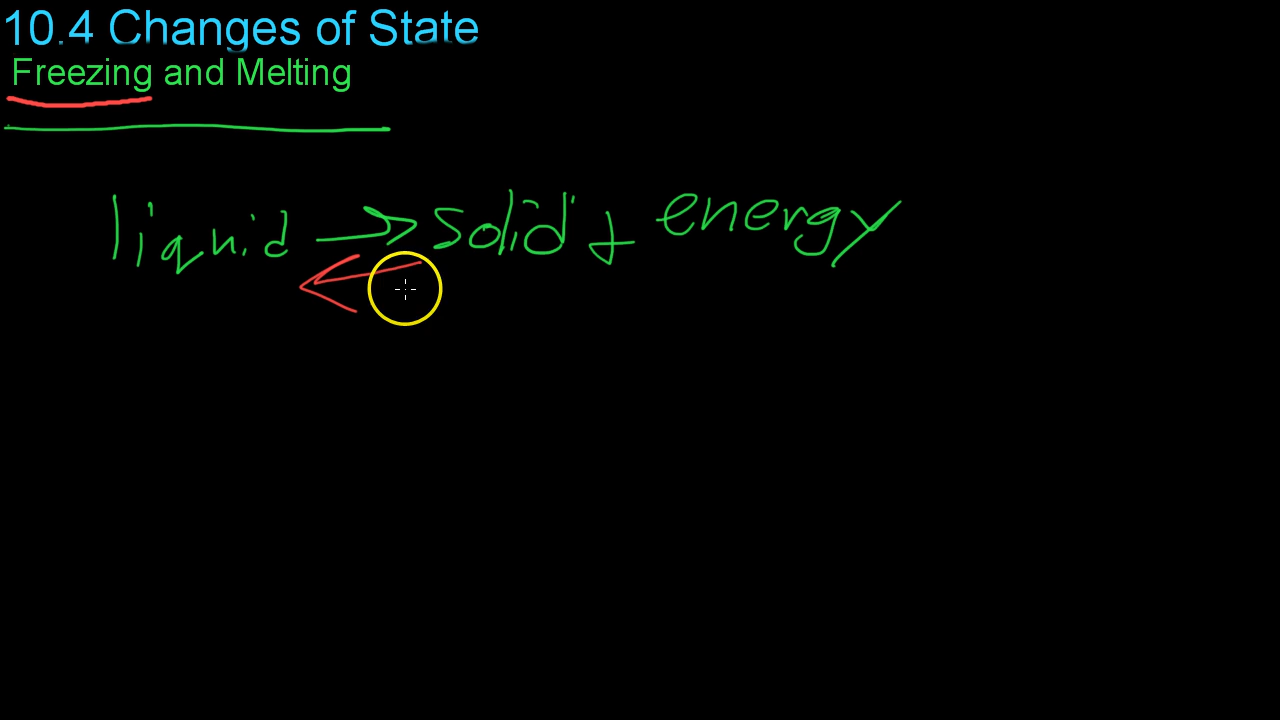 10.4 Changes of State
Freezing and Melting
liquid → solid + energy